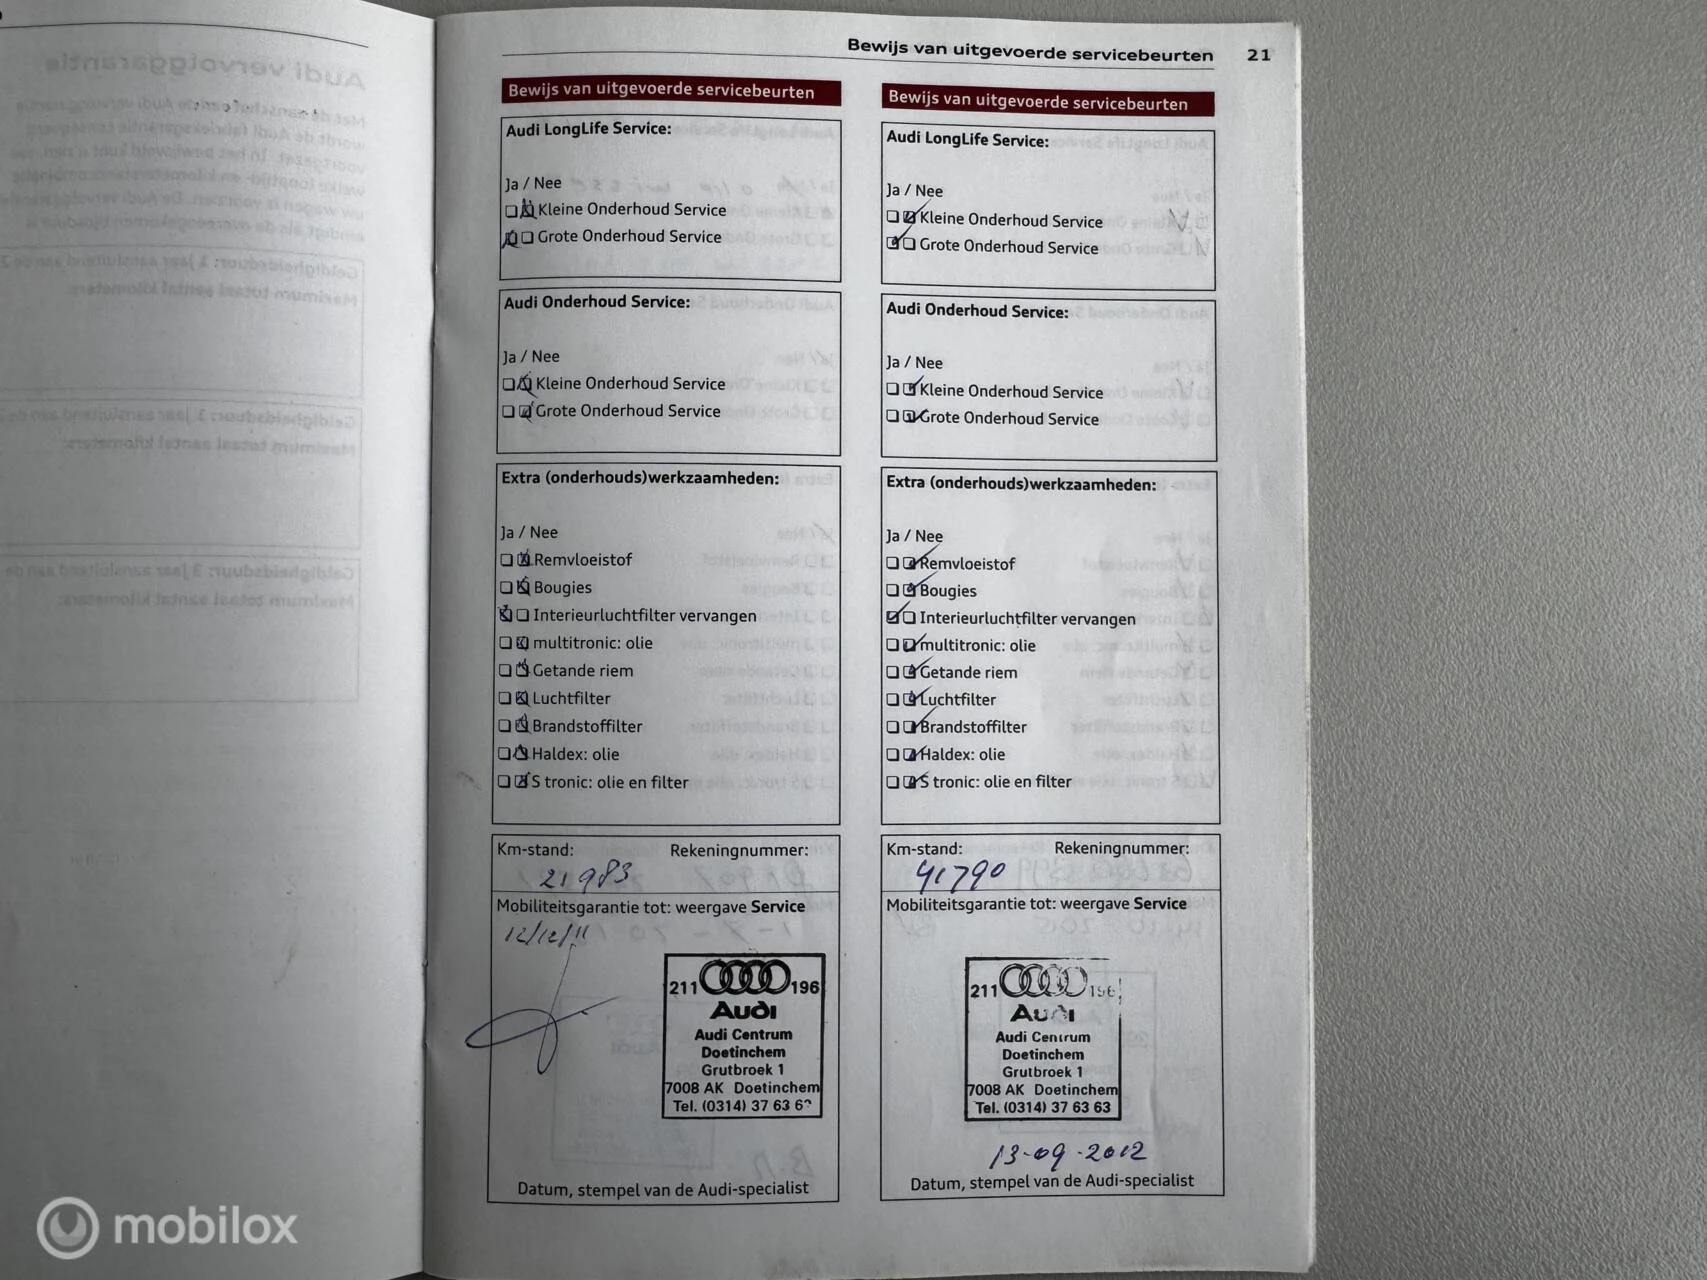 Bewijs van uitgevoerde servicebeurten 21
Bewijs van uitgevoerde servicebeurten
Audi LongLife Service:
Ja / Nee
Kleine Onderhoud Service
Grote Onderhoud Service
Audi Onderhoud Service:
Ja / Nee
Kleine Onderhoud Service
Grote Onderhoud Service
Extra (onderhouds)werkzaamheden:
Ja / Nee
Remvloeistof
Bougies
Interieurluchtfilter vervangen
multitronic: olie
Getande riem
Luchtfilter
Brandstoffilter
Haldex: olie
S tronic: olie en filter
Km-stand: Rekeningnummer:
21983
Mobiliteitsgarantie tot: weergave Service
12/12/11
211 196
Audi
Audi Centrum
Doetinchem
Grutbroek 1
7008 AK Doetinchem
Tel. (0314) 37 63
Datum, stempel van de Audi-specialist
Bewijs van uitgevoerde servicebeurten
Audi LongLife Service:
Ja / Nee
Kleine Onderhoud Service
Grote Onderhoud Service
Audi Onderhoud Service:
Ja / Nee
Kleine Onderhoud Service
Grote Onderhoud Service
Extra (onderhouds)werkzaamheden:
Ja / Nee
Remvloeistof
Bougies
Interieurluchtfilter vervangen
multitronic: olie
Getande riem
Luchtfilter
Brandstoffilter
Haldex: olie
S tronic: olie en filter
Km-stand: Rekeningnummer:
41790
Mobiliteitsgarantie tot: weergave Service
211 196
Audi
Audi Centrum
Doetinchem
Grutbroek 1
7008 AK Doetinchem
Tel. (0314) 37 63 63
13-09-2012
Datum, stempel van de Audi-specialist
mobilox